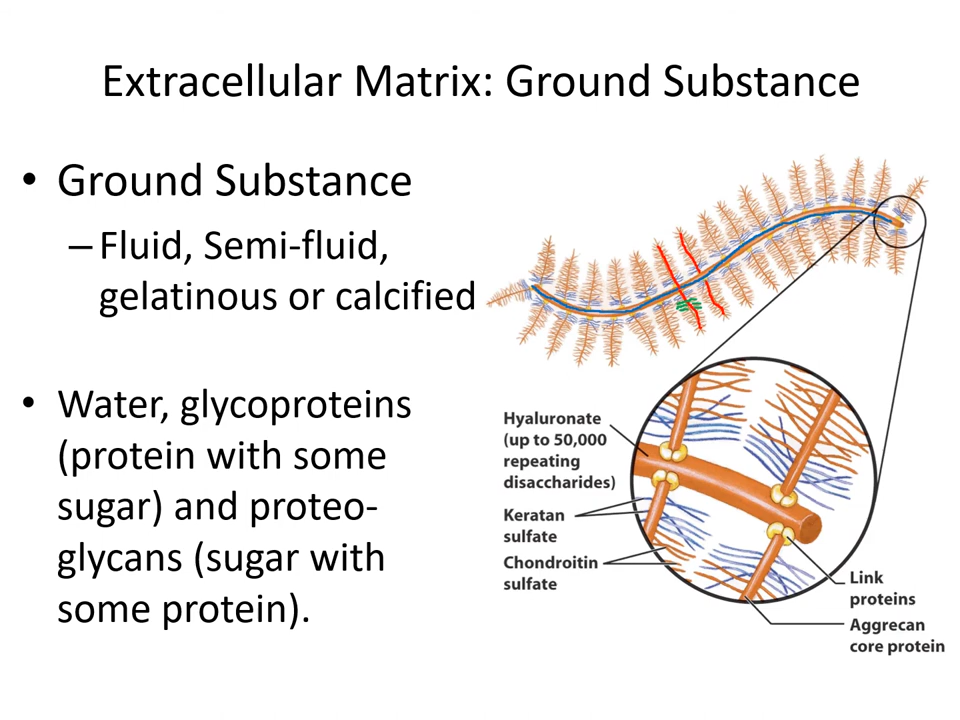 Extracellular Matrix: Ground Substance
• Ground Substance
– Fluid, Semi-fluid,
gelatinous or calcified
• Water, glycoproteins
(protein with some
sugar) and proteo-
glycans (sugar with
some protein).
Hyaluronate
(up to 50,000
repeating
disaccharides)
Keratan
sulfate
Chondroitin
sulfate
Link
proteins
Aggrecan
core protein